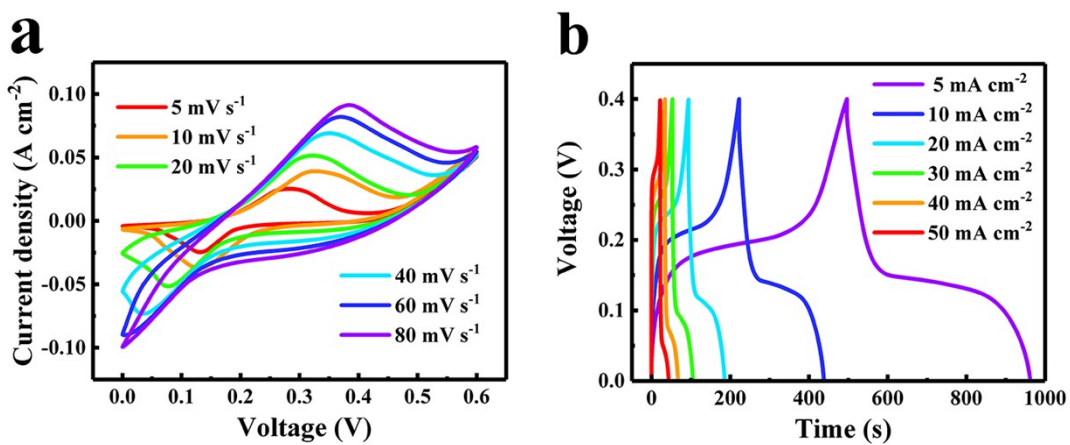 a
Current density (A cm⁻²)
0.10
0.05
0.00
-0.05
-0.10
5 mV s⁻¹
10 mV s⁻¹
20 mV s⁻¹
40 mV s⁻¹
60 mV s⁻¹
80 mV s⁻¹
0.0 0.1 0.2 0.3 0.4 0.5 0.6
Voltage (V)
b
Voltage (V)
0.4
0.3
0.2
0.1
0.0
5 mA cm⁻²
10 mA cm⁻²
20 mA cm⁻²
30 mA cm⁻²
40 mA cm⁻²
50 mA cm⁻²
0 200 400 600 800 1000
Time (s)